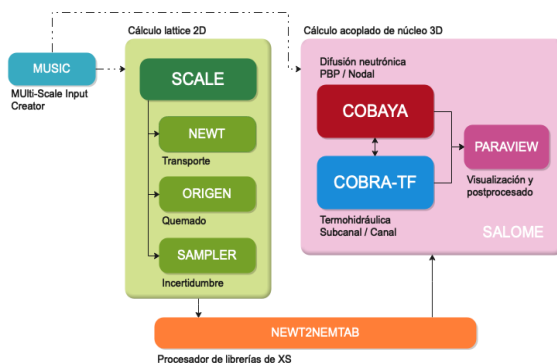 Cálculo lattice 2D
Cálculo acoplado de núcleo 3D
MUSIC
MUlti-Scale Input
Creator
SCALE
NEWT
Transporte
ORIGEN
Quemado
SAMPLER
Incertidumbre
Difusión neutrónica
PBP / Nodal
COBAYA
COBRA-TF
Termohidráulica
Subcanal / Canal
PARAVIEW
Visualización y
postprocesado
SALOME
NEWT2NEMTAB
Procesador de librerías de XS